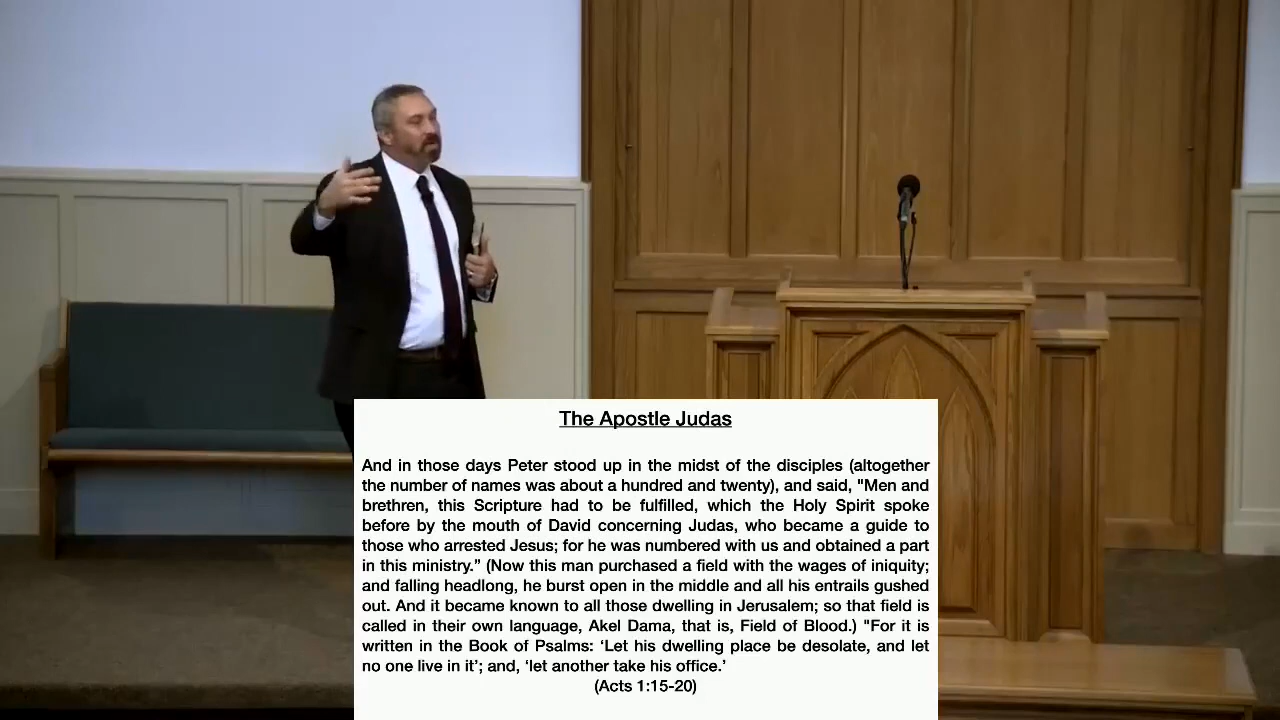 The Apostle Judas
And in those days Peter stood up in the midst of the disciples (altogether
the number of names was about a hundred and twenty), and said, "Men and
brethren, this Scripture had to be fulfilled, which the Holy Spirit spoke
before by the mouth of David concerning Judas, who became a guide to
those who arrested Jesus; for he was numbered with us and obtained a part
in this ministry.” (Now this man purchased a field with the wages of iniquity;
and falling headlong, he burst open in the middle and all his entrails gushed
out. And it became known to all those dwelling in Jerusalem; so that field is
called in their own language, Akel Dama, that is, Field of Blood.) "For it is
written in the Book of Psalms: ‘Let his dwelling place be desolate, and let
no one live in it’; and, ‘let another take his office.’
(Acts 1:15-20)